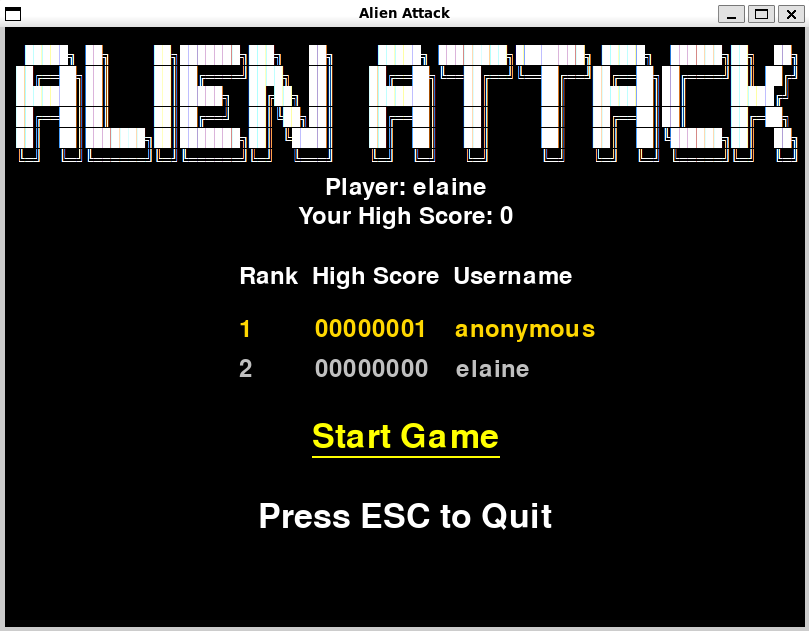 Alien Attack
ALIEN ATTACK
Player: elaine
Your High Score: 0
Rank High Score Username
1 00000001 anonymous
2 00000000 elaine
Start Game
Press ESC to Quit